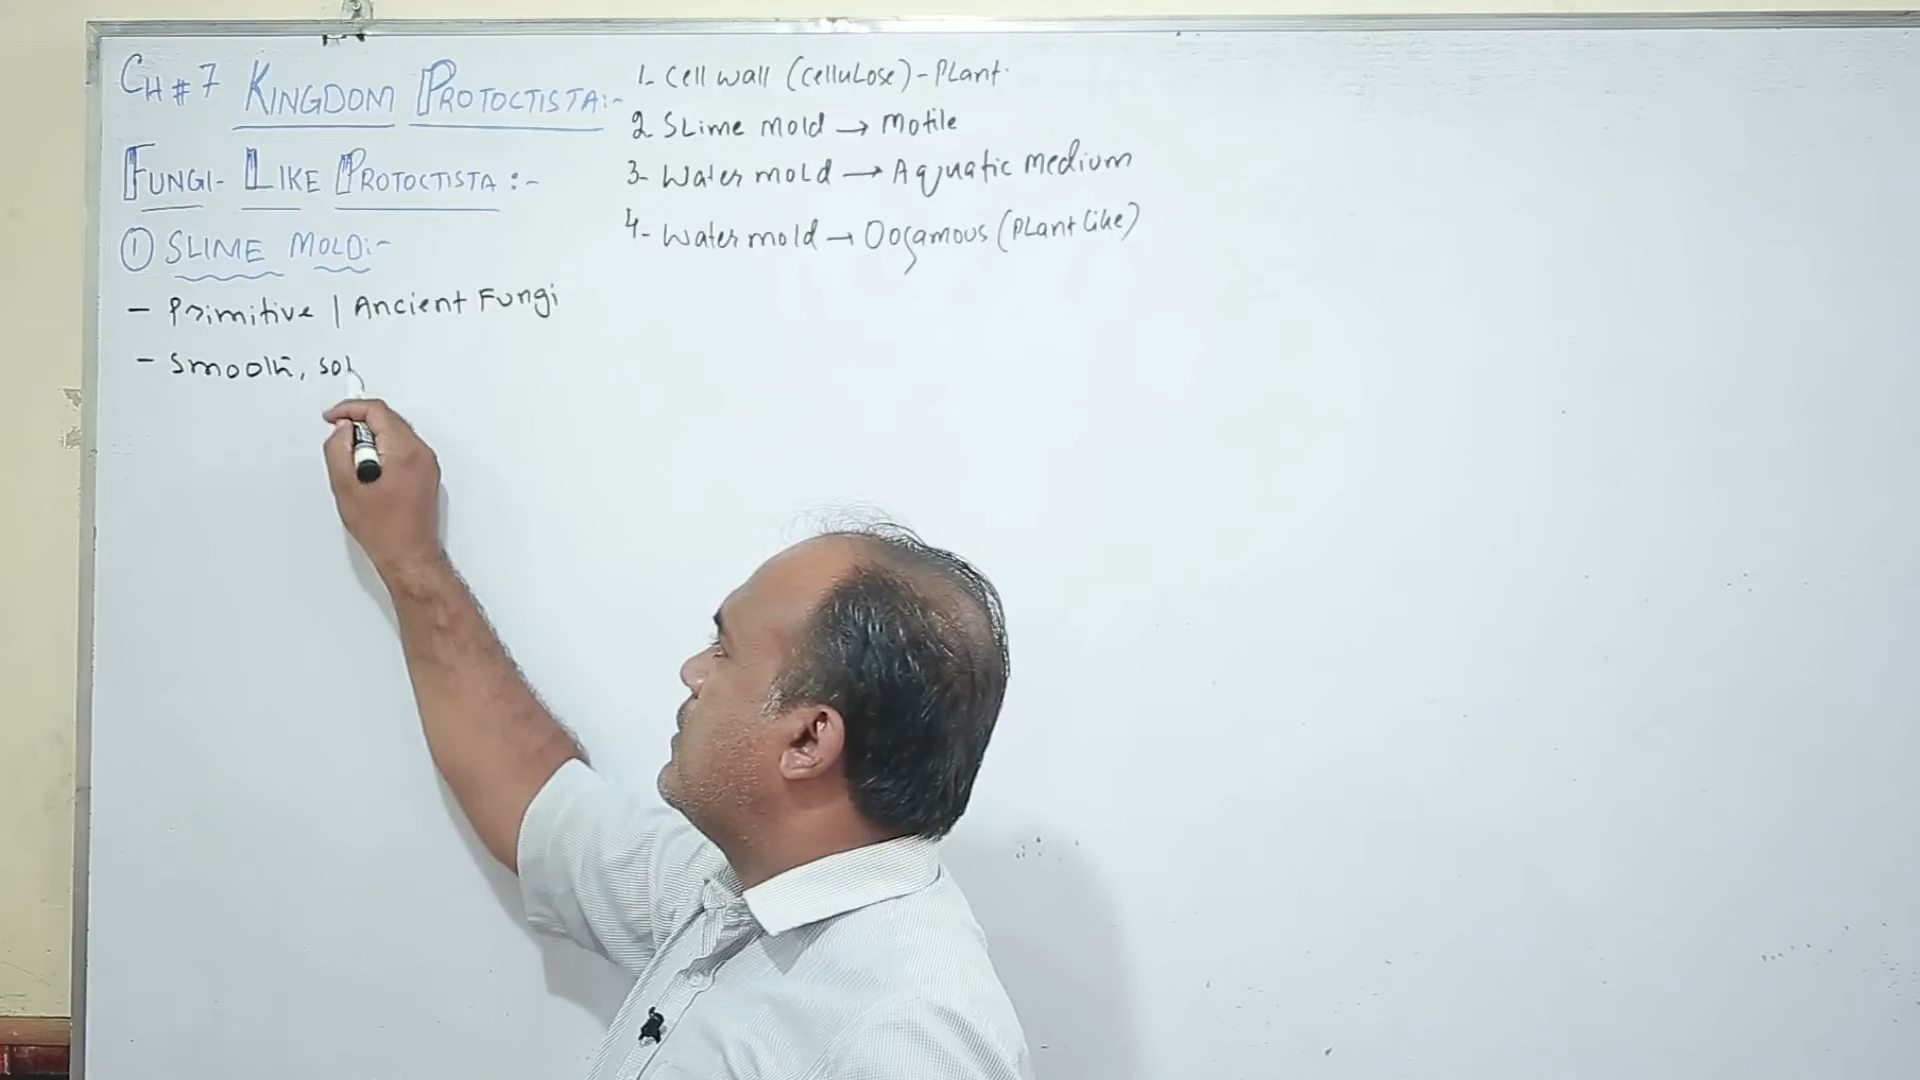 CH # 7 KINGDOM PROTOCTISTA:-
FUNGI- LIKE PROTOCTISTA :-
① SLIME MOLD:-
- Primitive | Ancient Fungi
- Smooth, so
1- Cell wall (celluLose) - PLant.
2 SLime mold → motile
3- Water moLd → Aquatic medium
4- Water mold → Oogamous (PLant Like)